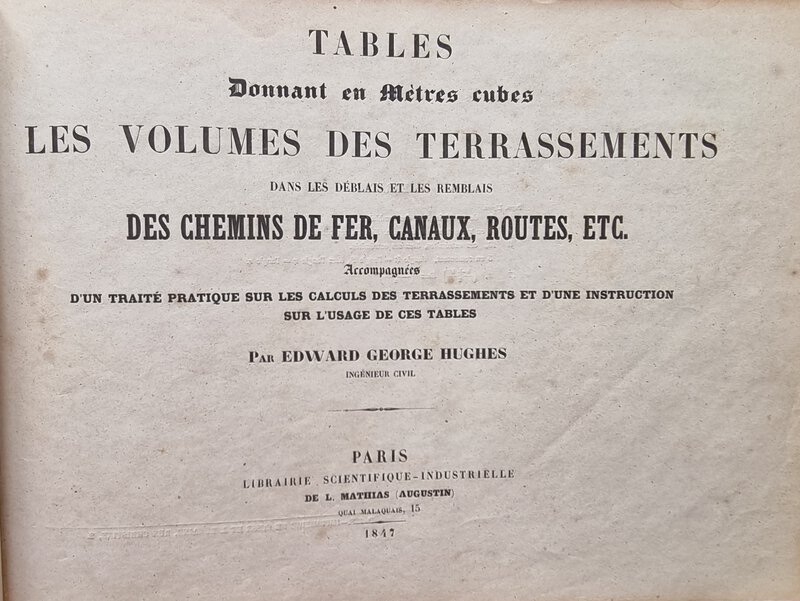 TABLES
Donnant en Mètres cubes
LES VOLUMES DES TERRASSEMENTS
DANS LES DÉBLAIS ET LES REMBLAIS
DES CHEMINS DE FER, CANAUX, ROUTES, ETC.
Accompagnées
D'UN TRAITÉ PRATIQUE SUR LES CALCULS DES TERRASSEMENTS ET D'UNE INSTRUCTION
SUR L'USAGE DE CES TABLES
PAR EDWARD GEORGE HUGHES
INGÉNIEUR CIVIL
PARIS
LIBRAIRIE SCIENTIFIQUE-INDUSTRIELLE
DE L. MATHIAS (AUGUSTIN)
QUAI MALAQUAIS, 15
1847